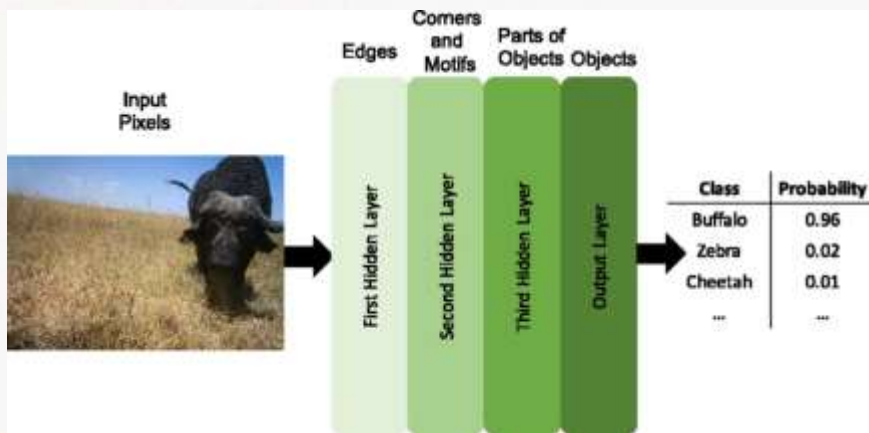 Input
Pixels
Edges
Corners
and
Motifs
Parts of
Objects
Objects
First Hidden Layer
Second Hidden Layer
Third Hidden Layer
Output Layer
Class Probability
Buffalo 0.96
Zebra 0.02
Cheetah 0.01
... ...